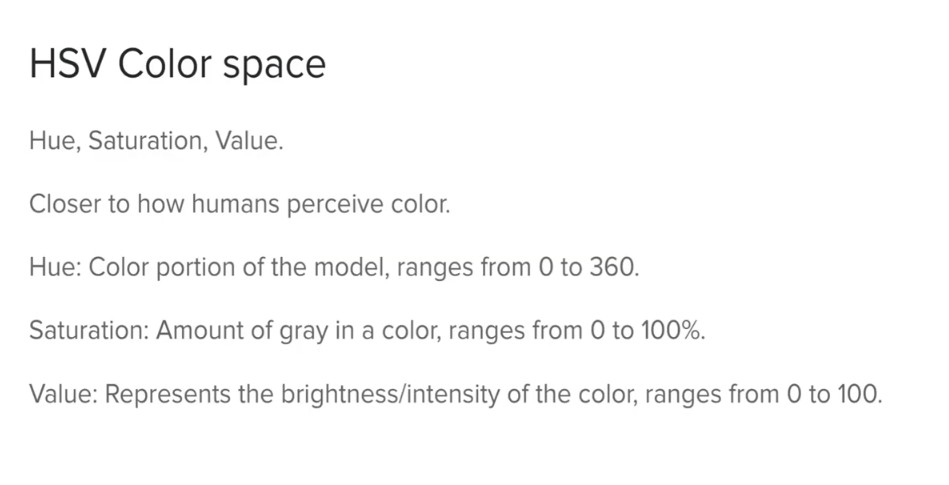 HSV Color space
Hue, Saturation, Value.
Closer to how humans perceive color.
Hue: Color portion of the model, ranges from 0 to 360.
Saturation: Amount of gray in a color, ranges from 0 to 100%.
Value: Represents the brightness/intensity of the color, ranges from 0 to 100.